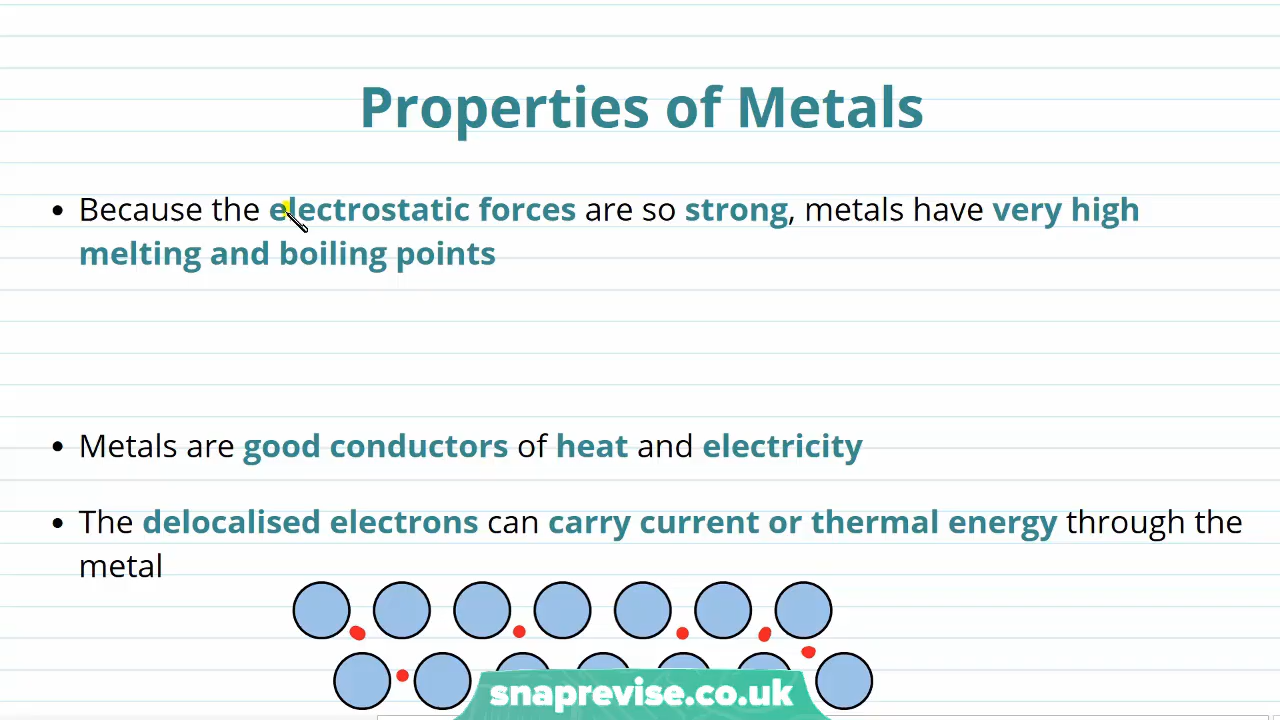 Properties of Metals
• Because the electrostatic forces are so strong, metals have very high
melting and boiling points
• Metals are good conductors of heat and electricity
• The delocalised electrons can carry current or thermal energy through the
metal
snaprevise.co.uk